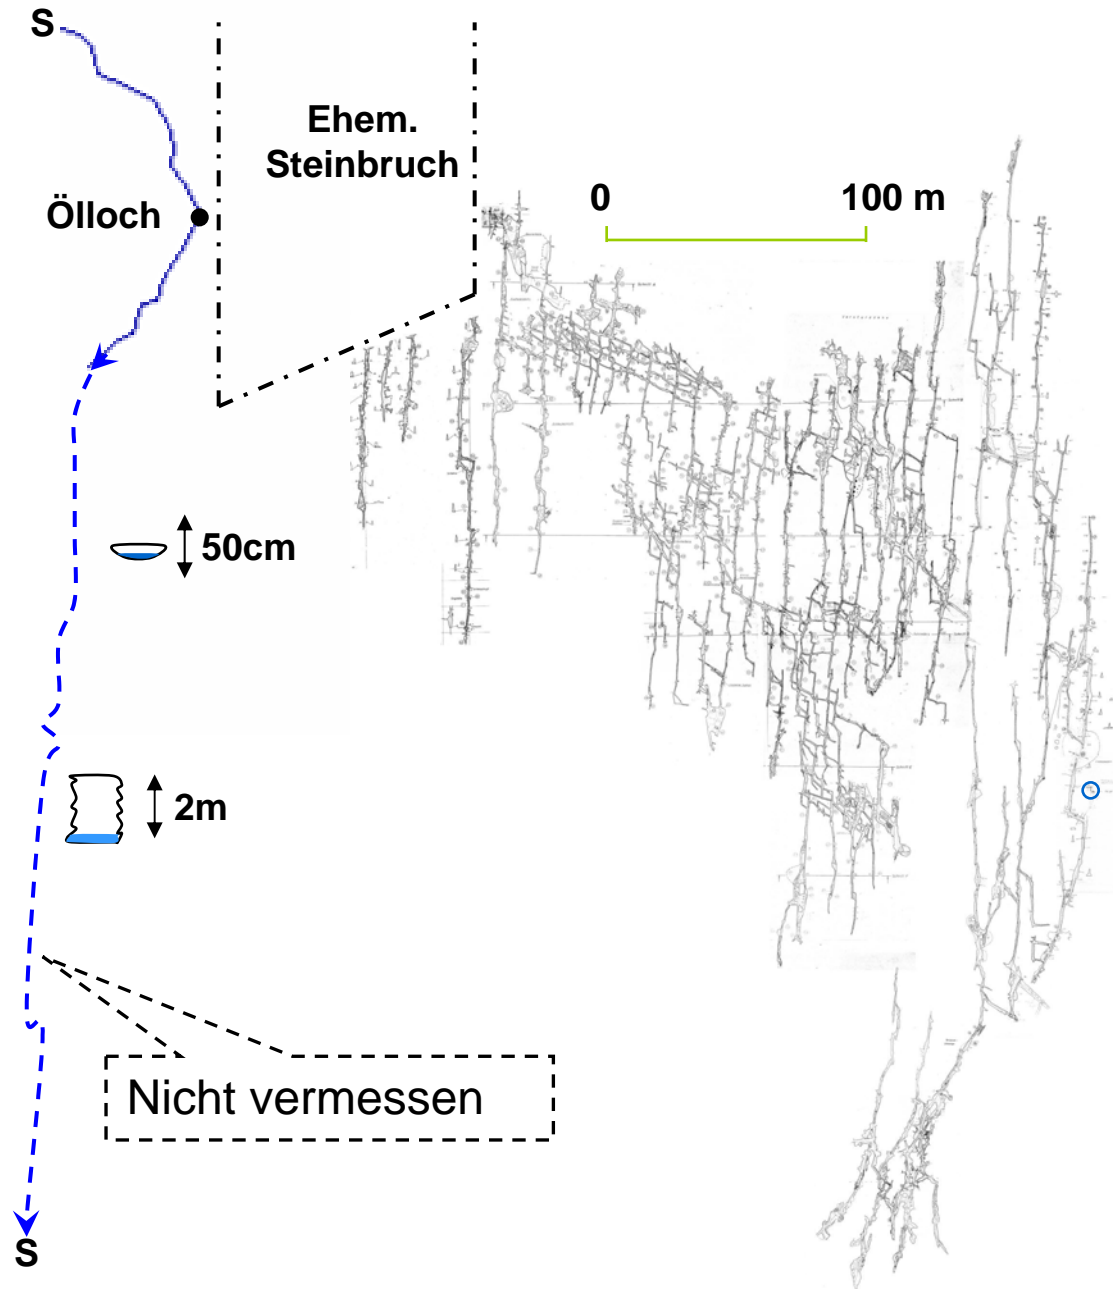 S
Ehem.
Steinbruch
Ölloch
0
100 m
50cm
2m
Nicht vermessen
S